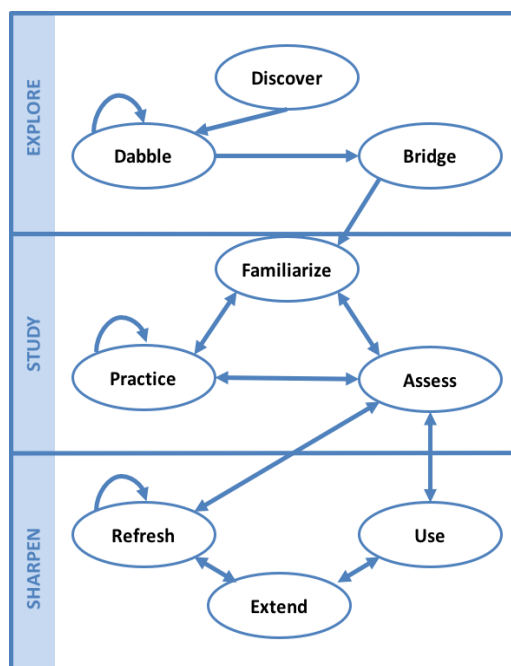 EXPLORE
Discover
Dabble
Bridge
STUDY
Familiarize
Practice
Assess
SHARPEN
Refresh
Use
Extend